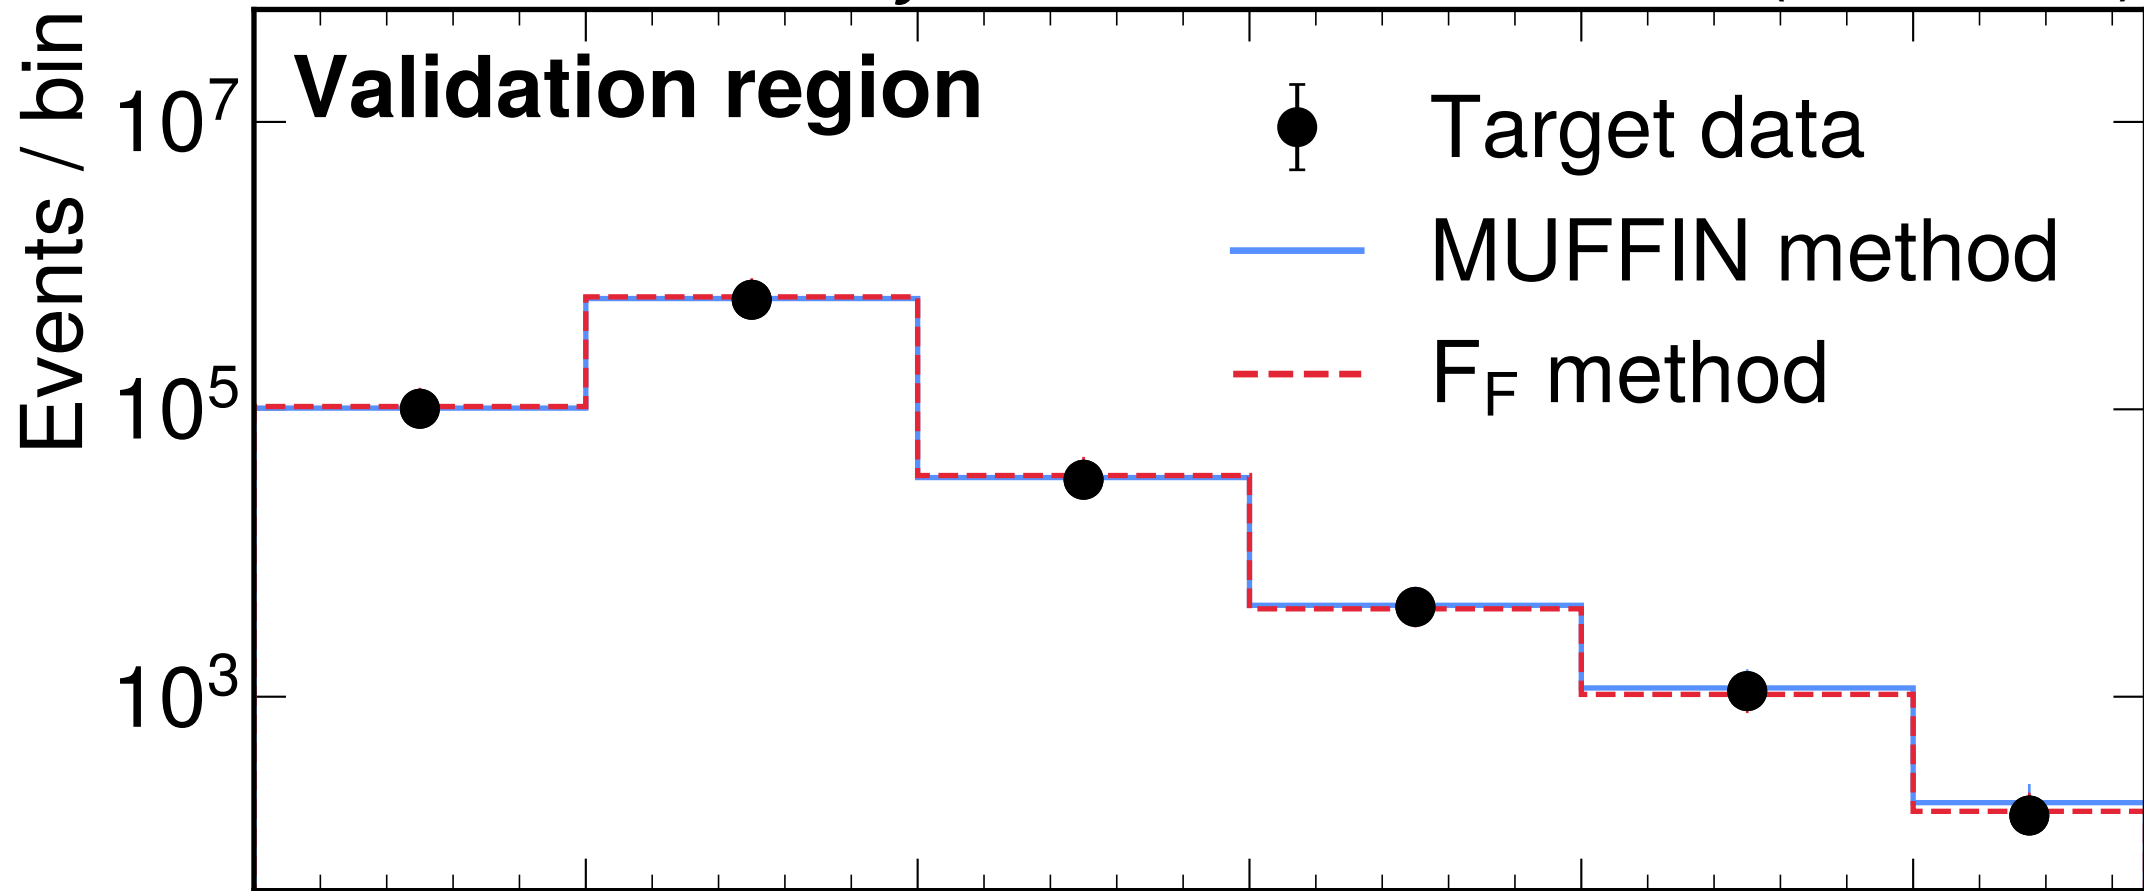 Events / bin
Validation region
10^7
10^5
10^3
Target data
MUFFIN method
F_F method